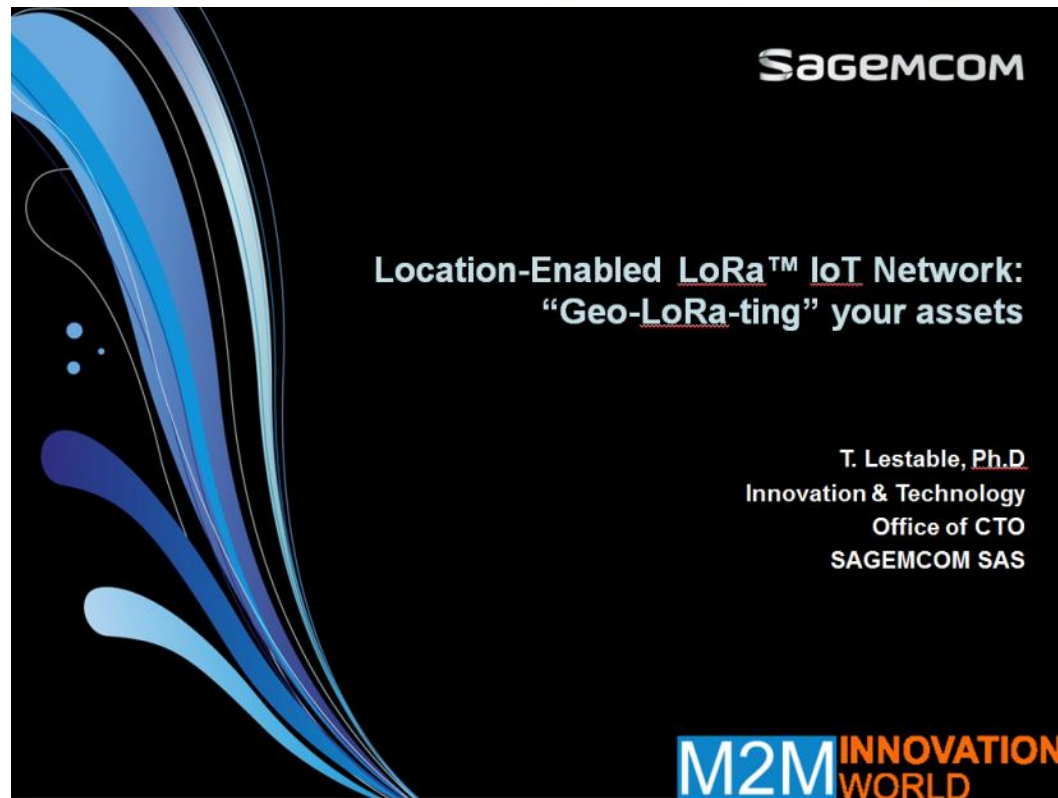 SAGEMCOM
Location-Enabled LoRa™ IoT Network:
“Geo-LoRa-ting” your assets
T. Lestable, Ph.D
Innovation & Technology
Office of CTO
SAGEMCOM SAS
M2M INNOVATION
WORLD